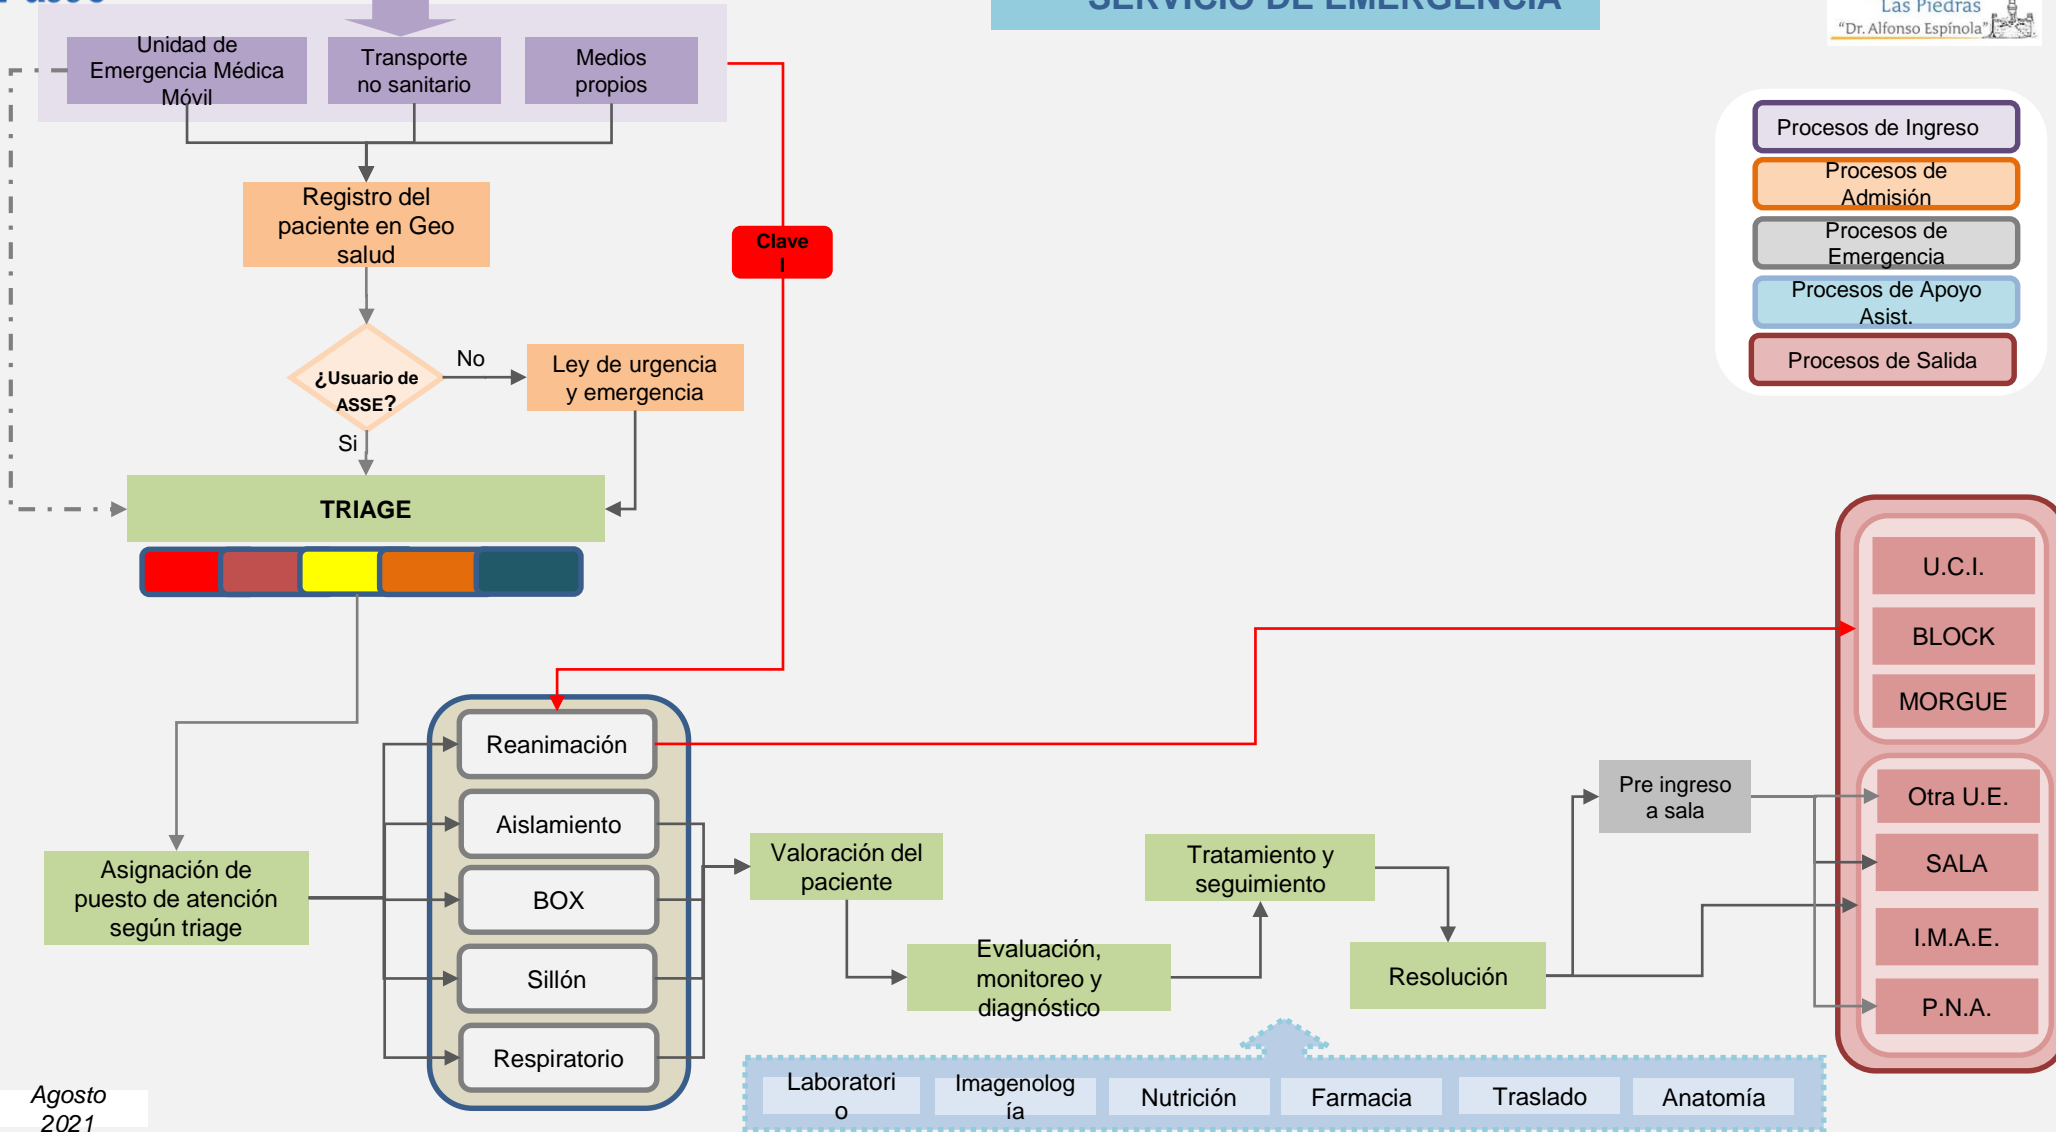 SERVICIO DE EMERGENCIA
Las Piedras
"Dr. Alfonso Espínola"
Unidad de
Emergencia Médica
Móvil
Transporte
no sanitario
Medios
propios
Procesos de Ingreso
Procesos de
Admisión
Procesos de
Emergencia
Procesos de Apoyo
Asist.
Procesos de Salida
Registro del
paciente en Geo
salud
Clave
I
¿Usuario de
ASSE?
No
Ley de urgencia
y emergencia
Si
TRIAGE
U.C.I.
BLOCK
MORGUE
Reanimación
Aislamiento
BOX
Sillón
Respiratorio
Asignación de
puesto de atención
según triage
Valoración del
paciente
Evaluación,
monitoreo y
diagnóstico
Tratamiento y
seguimiento
Resolución
Pre ingreso
a sala
Otra U.E.
SALA
I.M.A.E.
P.N.A.
Laboratori
o
Imagenolog
ía
Nutrición
Farmacia
Traslado
Anatomía
Agosto
2021